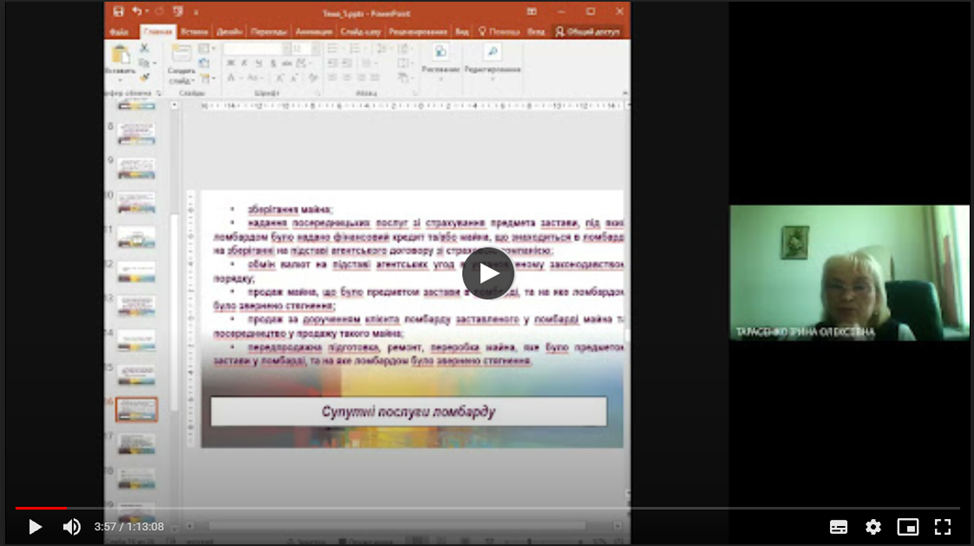 Тема_5.pptx - PowerPoint
Файл Главная Вставка Дизайн Переходы Анимация Слайд-шоу Рецензирование Вид Помощь Вход Общий доступ
Вставить Создать слайд Рисование Редактирование
Слайды Шрифт Абзац
8
9
10
11
12
13
14
15
16
17
18
19
• зберігання майна;
• надання посередницьких послуг зі страхування предмета застави, під який
ломбардом було надано фінансовий кредит та/або майна, що знаходиться в ломбарді
на зберіганні на підставі агентського договору зі страховою компанією;
• обмін валют на підставі агентських угод в законодавством
порядку;
• продаж майна, що було предметом застави в ломбарді, та на яке ломбардом
було звернено стягнення;
• продаж за дорученням клієнта ломбарду заставленого у ломбарді майна та
посередництво у продажу такого майна;
• передпродажна підготовка, ремонт, переробка майна, яке було предметом
застави у ломбарді, та на яке ломбардом було звернено стягнення.
Супутні послуги ломбарду
ТАРАСЕНКО ІРИНА ОЛЕКСІЇВНА
3:57 / 1:13:08